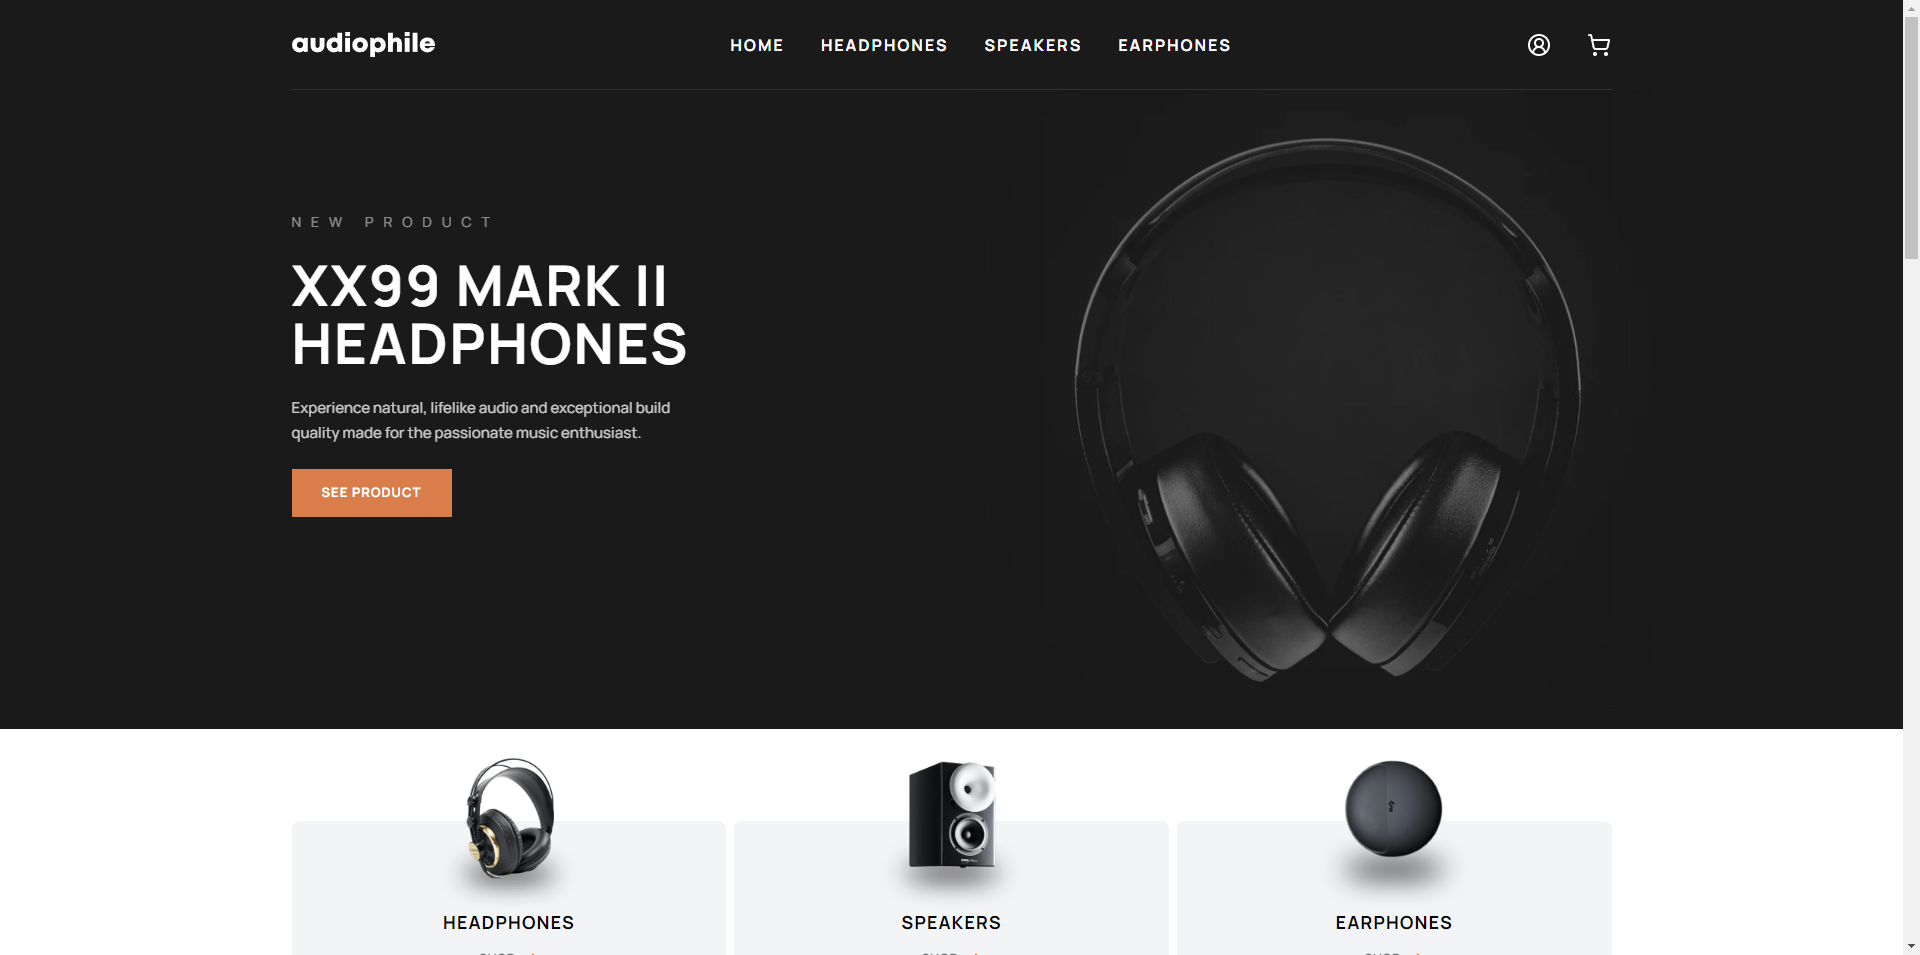 audiophile
HOME HEADPHONES SPEAKERS EARPHONES
NEW PRODUCT
XX99 MARK II
HEADPHONES
Experience natural, lifelike audio and exceptional build
quality made for the passionate music enthusiast.
SEE PRODUCT
HEADPHONES
SPEAKERS
EARPHONES